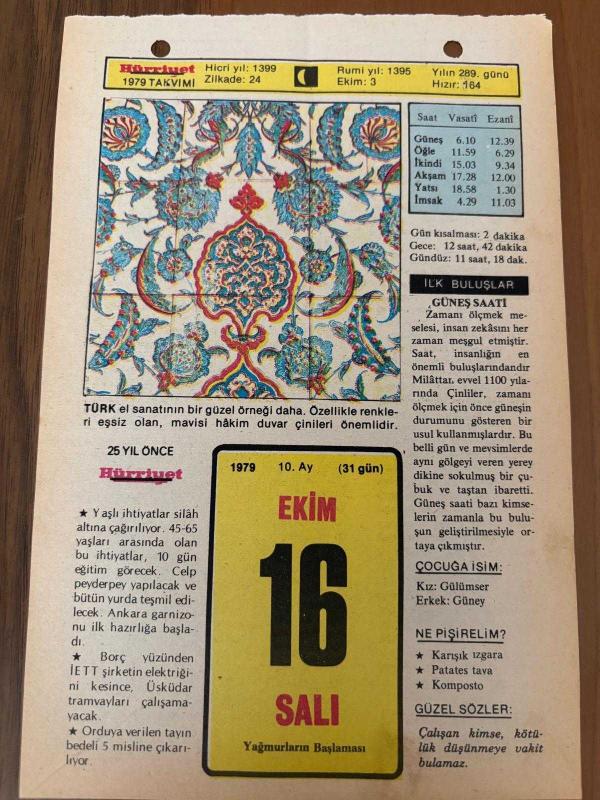 Hürriyet
1979 TAKVİMİ
Hicri yıl: 1399
Zilkade: 24
Rumi yıl: 1395
Ekim: 3
Yılın 289. günü
Hızır: 164
Saat Vasatî Ezanî
Güneş 6.10 12.39
Öğle 11.59 6.29
İkindi 15.03 9.34
Akşam 17.28 12.00
Yatsı 18.58 1.30
İmsak 4.29 11.03
Gün kısalması: 2 dakika
Gece: 12 saat, 42 dakika
Gündüz: 11 saat, 18 dak.
TÜRK el sanatının bir güzel örneği daha. Özellikle renkle-
ri eşsiz olan, mavisi hâkim duvar çinileri önemlidir.
İLK BULUŞLAR
GÜNEŞ SAATİ
Zamanı ölçmek me-
selesi, insan zekâsını her
zaman meşgul etmiştir.
Saat, insanlığın en
önemli buluşlarındandır
Milâttan evvel 1100 yıla-
rında Çinliler, zamanı
ölçmek için önce güneşin
durumunu gösteren bir
usul kullanmışlardır. Bu
belli gün ve mevsimlerde
aynı gölgeyi veren yerey
dikine sokulmuş bir çu-
buk ve taştan ibaretti.
Güneş saati bazı kimse-
lerin zamanla bu bulu-
şun geliştirilmesiyle or-
taya çıkmıştır.
ÇOCUĞA İSİM:
Kız: Gülümser
Erkek: Güney
NE PİŞİRELİM?
★ Karışık ızgara
★ Patates tava
★ Komposto
GÜZEL SÖZLER:
Çalışan kimse, kötü-
lük düşünmeye vakit
bulamaz.
25 YIL ÖNCE
Hürriyet
★ Yaşlı ihtiyatlar silâh
altına çağırılıyor. 45-65
yaşları arasında olan
bu ihtiyatlar, 10 gün
eğitim görecek. Celp
peyderpey yapılacak ve
bütün yurda teşmil edi-
lecek. Ankara garnizo-
nu ilk hazırlığa başla-
dı.
★ Borç yüzünden
İETT şirketin elektriği-
ni kesince, Üsküdar
tramvayları çalışama-
yacak.
★ Orduya verilen tayın
bedeli 5 misline çıkarı-
lıyor.
1979 10. Ay (31 gün)
EKİM
16
SALI
Yağmurların Başlaması